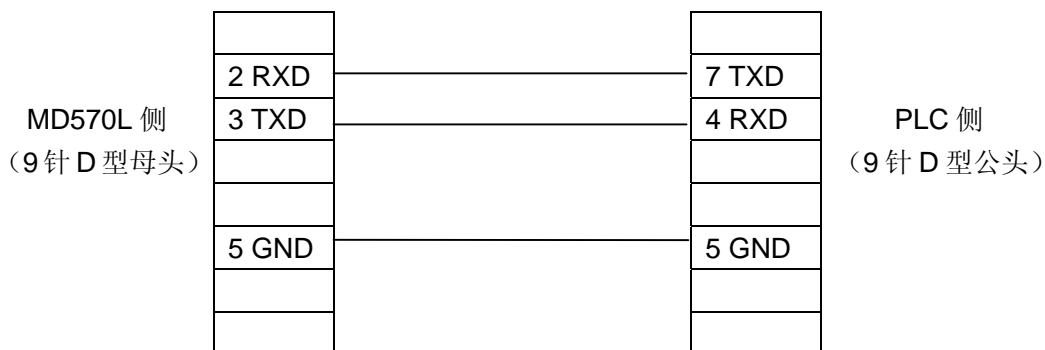 2 RXD 7 TXD
MD570L 侧 3 TXD 4 RXD PLC 侧
（9 针 D 型母头） （9 针 D 型公头）
5 GND 5 GND